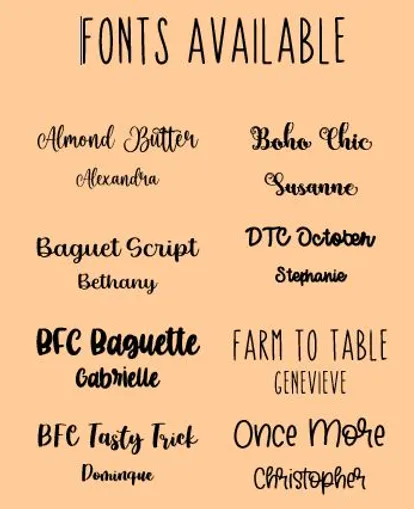 FONTS AVAILABLE
Almond Butter
Alexandra
Baguet Script
Bethany
BFC Baguette
Gabrielle
BFC Tasty Trick
Dominque
Boho Chic
Susanne
DTC October
Stephanie
FARM TO TABLE
GENEVIEVE
Once More
Christopher